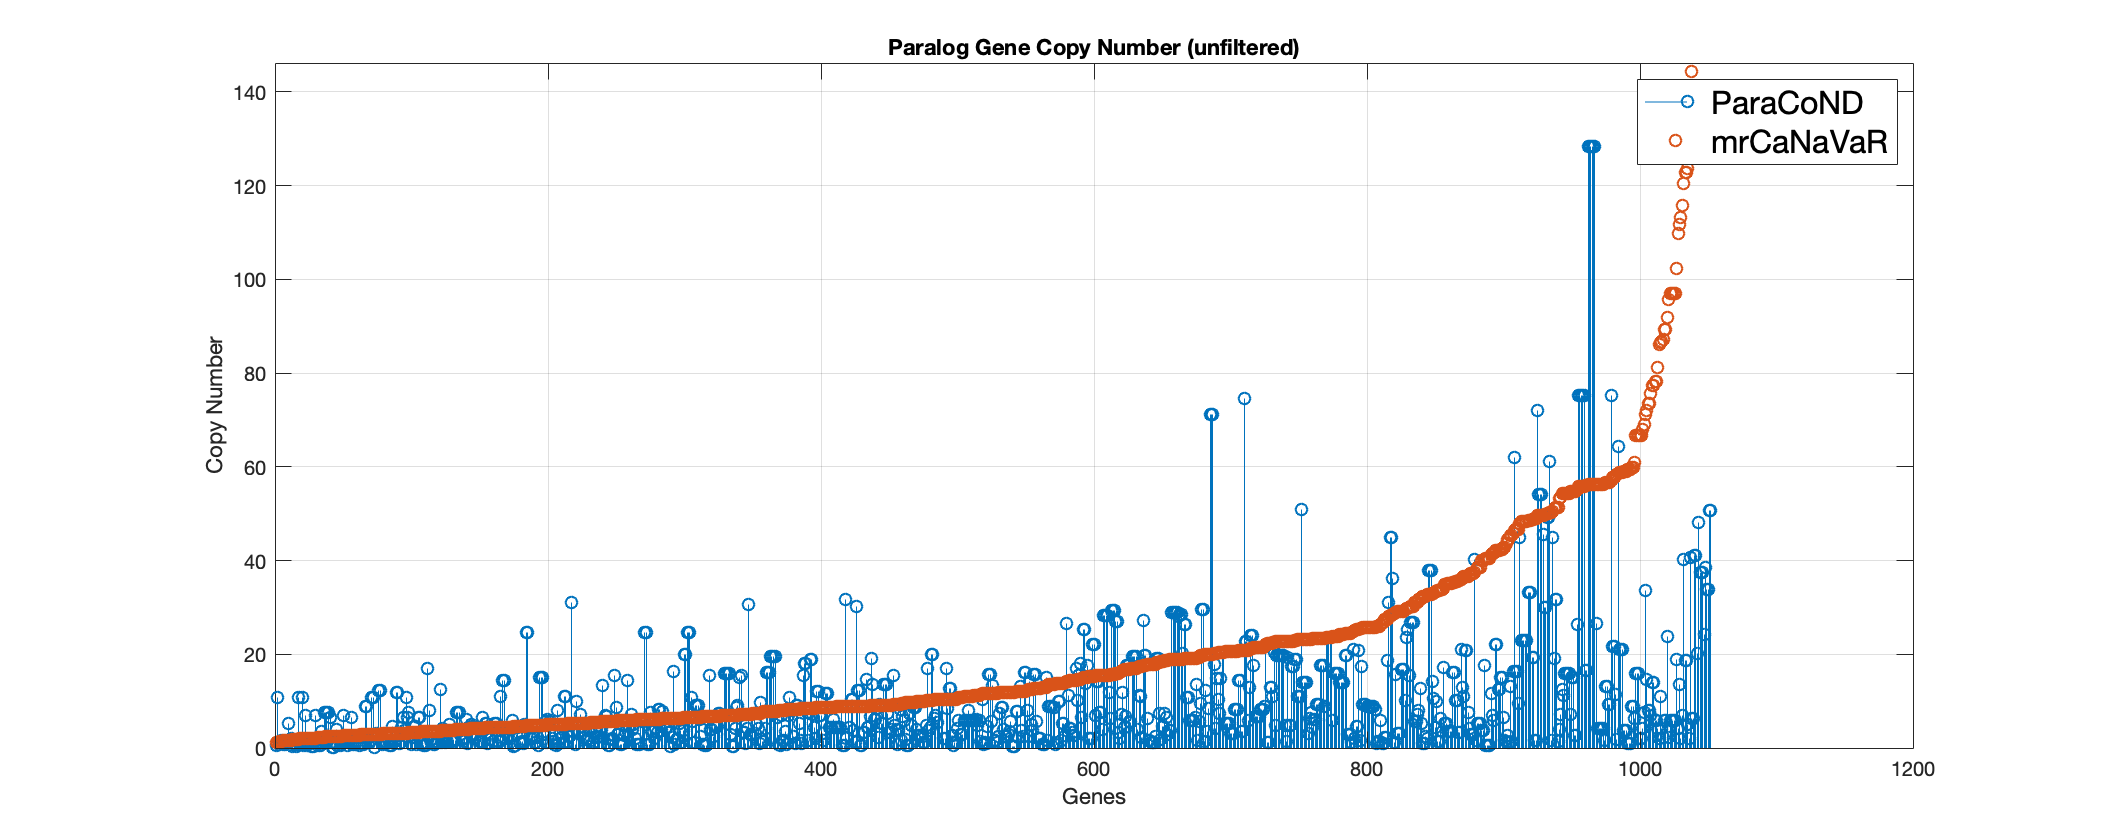 Paralog Gene Copy Number (unfiltered)
ParaCoND
mrCaNaVaR
Copy Number
140
120
100
80
60
40
20
0
0 200 400 600 800 1000 1200
Genes